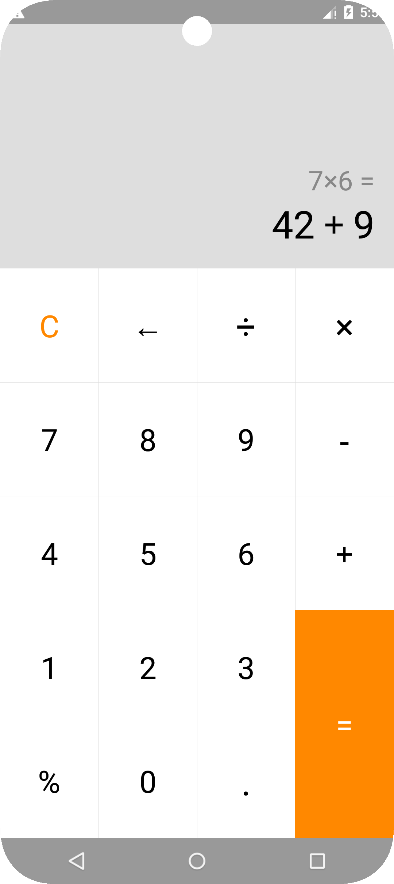 7×6 =
42 + 9
C ← ÷ ×
7 8 9 -
4 5 6 +
1 2 3
=
% 0 .